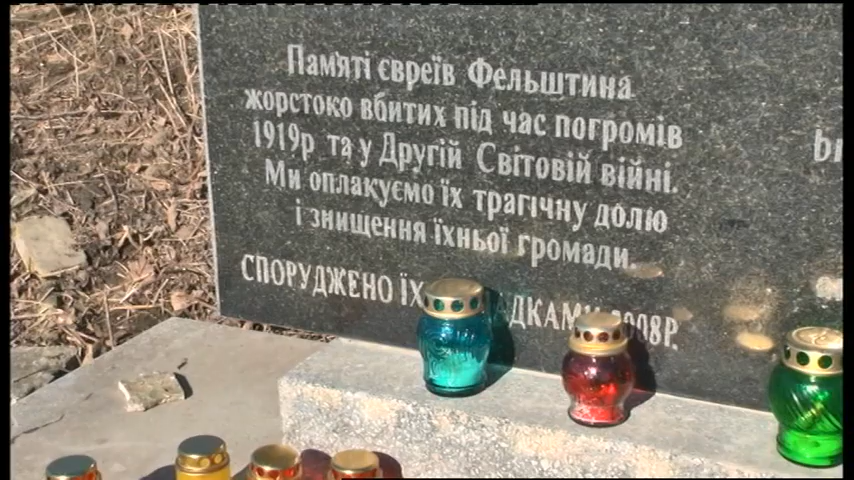 Пам'яті євреїв Фельштина
жорстоко вбитих під час погромів
1919р та у Другій Світовій війні.
Ми оплакуємо їх трагічну долю
і знищення їхньої громади.
СПОРУДЖЕНО ЇХ